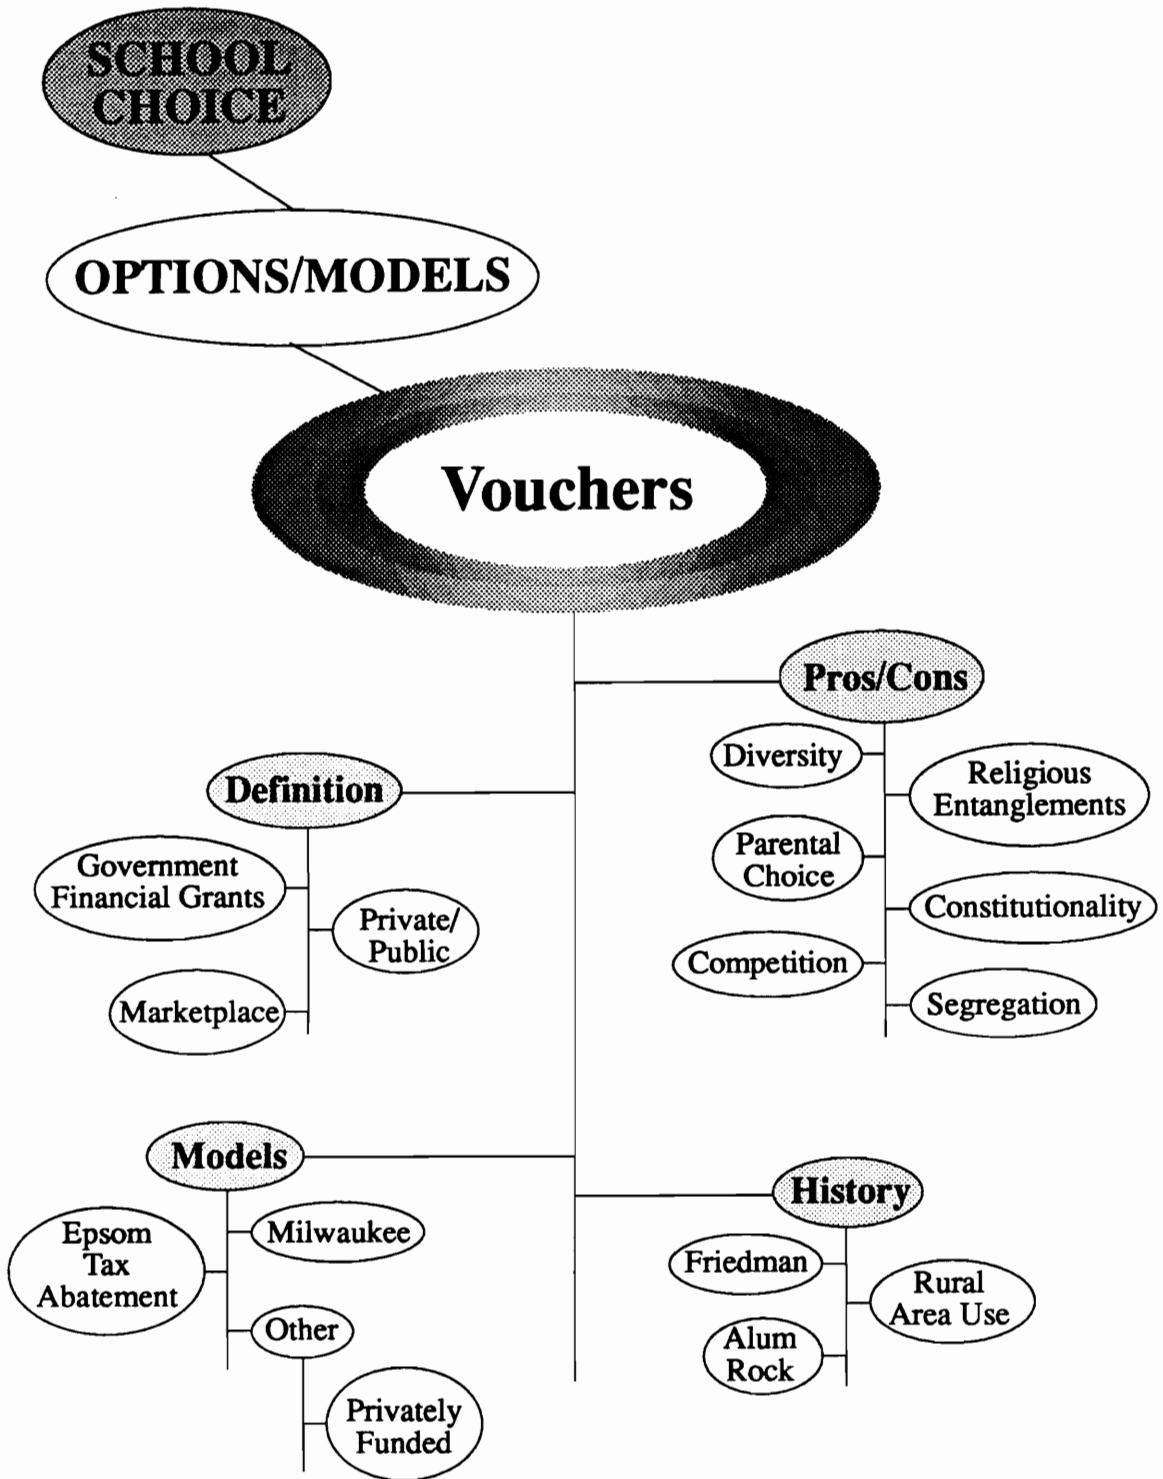 SCHOOL
CHOICE
OPTIONS/MODELS
Vouchers
Pros/Cons
Diversity
Religious
Entanglements
Parental
Choice
Constitutionality
Competition
Segregation
Definition
Government
Financial Grants
Private/
Public
Marketplace
Models
Milwaukee
Epsom
Tax
Abatement
Other
Privately
Funded
History
Friedman
Rural
Area Use
Alum
Rock